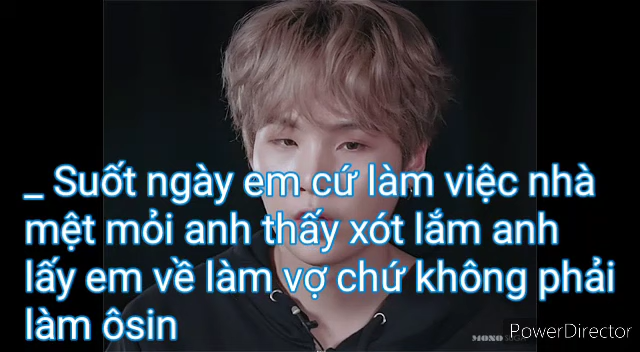 _ Suốt ngày em cứ làm việc nhà
mệt mỏi anh thấy xót lắm anh
lấy em về làm vợ chứ không phải
làm ôsin
PowerDirector